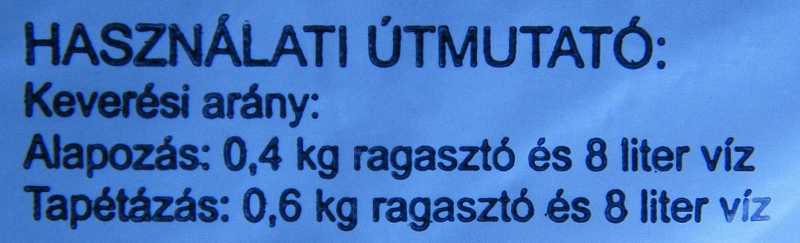 HASZNÁLATI ÚTMUTATÓ:
Keverési arány:
Alapozás: 0,4 kg ragasztó és 8 liter víz
Tapétázás: 0,6 kg ragasztó és 8 liter víz